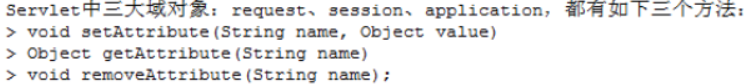 Servlet中三大域对象：request、session、application，都有如下三个方法：
> void setAttribute(String name, Object value)
> Object getAttribute(String name)
> void removeAttribute(String name);